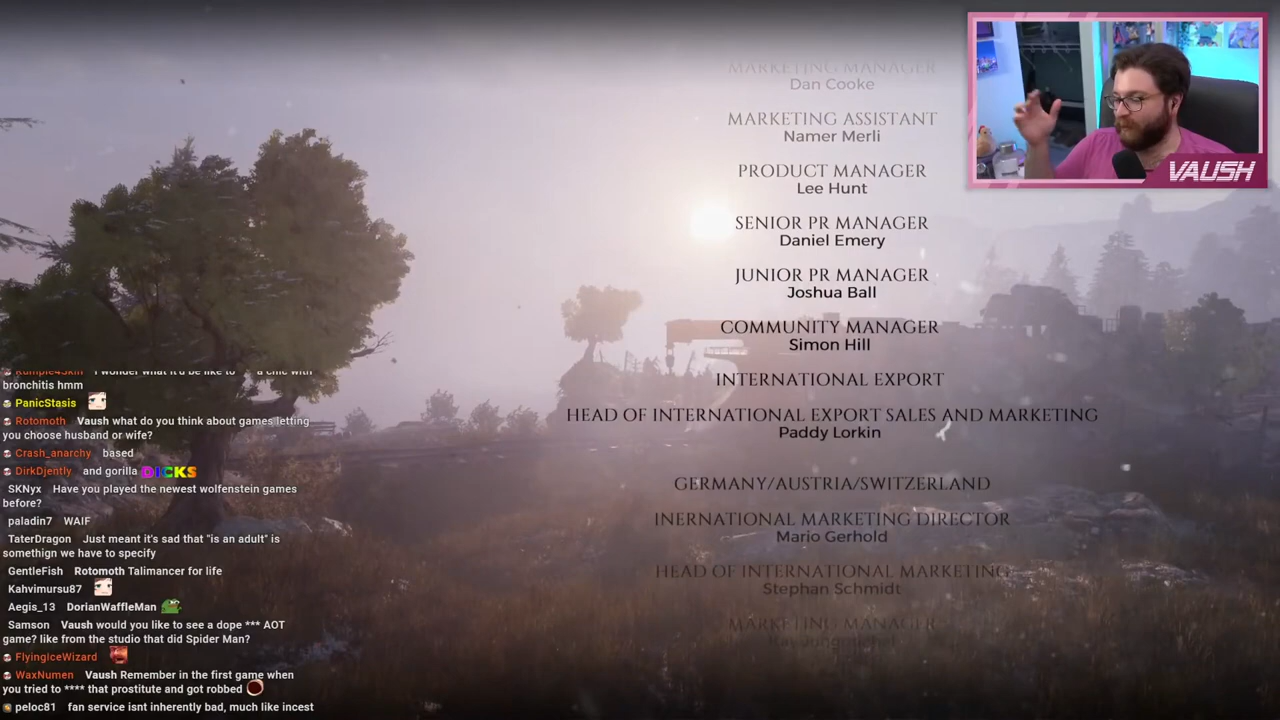 MARKETING MANAGER
Dan Cooke
MARKETING ASSISTANT
Namer Merli
PRODUCT MANAGER
Lee Hunt
SENIOR PR MANAGER
Daniel Emery
JUNIOR PR MANAGER
Joshua Ball
COMMUNITY MANAGER
Simon Hill
INTERNATIONAL EXPORT
HEAD OF INTERNATIONAL EXPORT SALES AND MARKETING
Paddy Lorkin
GERMANY/AUSTRIA/SWITZERLAND
INERNATIONAL MARKETING DIRECTOR
Mario Gerhold
HEAD OF INTERNATIONAL MARKETING
Stephan Schmidt
MARKETING MANAGER
VAUSH
I wonder what it'd be like to a chic with
bronchitis hmm
PanicStasis
Rotomoth Vaush what do you think about games letting
you choose husband or wife?
Crash_anarchy based
DirkDjently and gorilla DICKS
SKNyx Have you played the newest wolfenstein games
before?
paladin7 WAIF
TaterDragon Just meant it's sad that "is an adult" is
somethign we have to specify
GentleFish Rotomoth Talimancer for life
Kahvimursu87
Aegis_13 DorianWaffleMan
Samson Vaush would you like to see a dope *** AOT
game? like from the studio that did Spider Man?
FlyingIceWizard
WaxNumen Vaush Remember in the first game when
you tried to **** that prostitute and got robbed
peloc81 fan service isnt inherently bad, much like incest